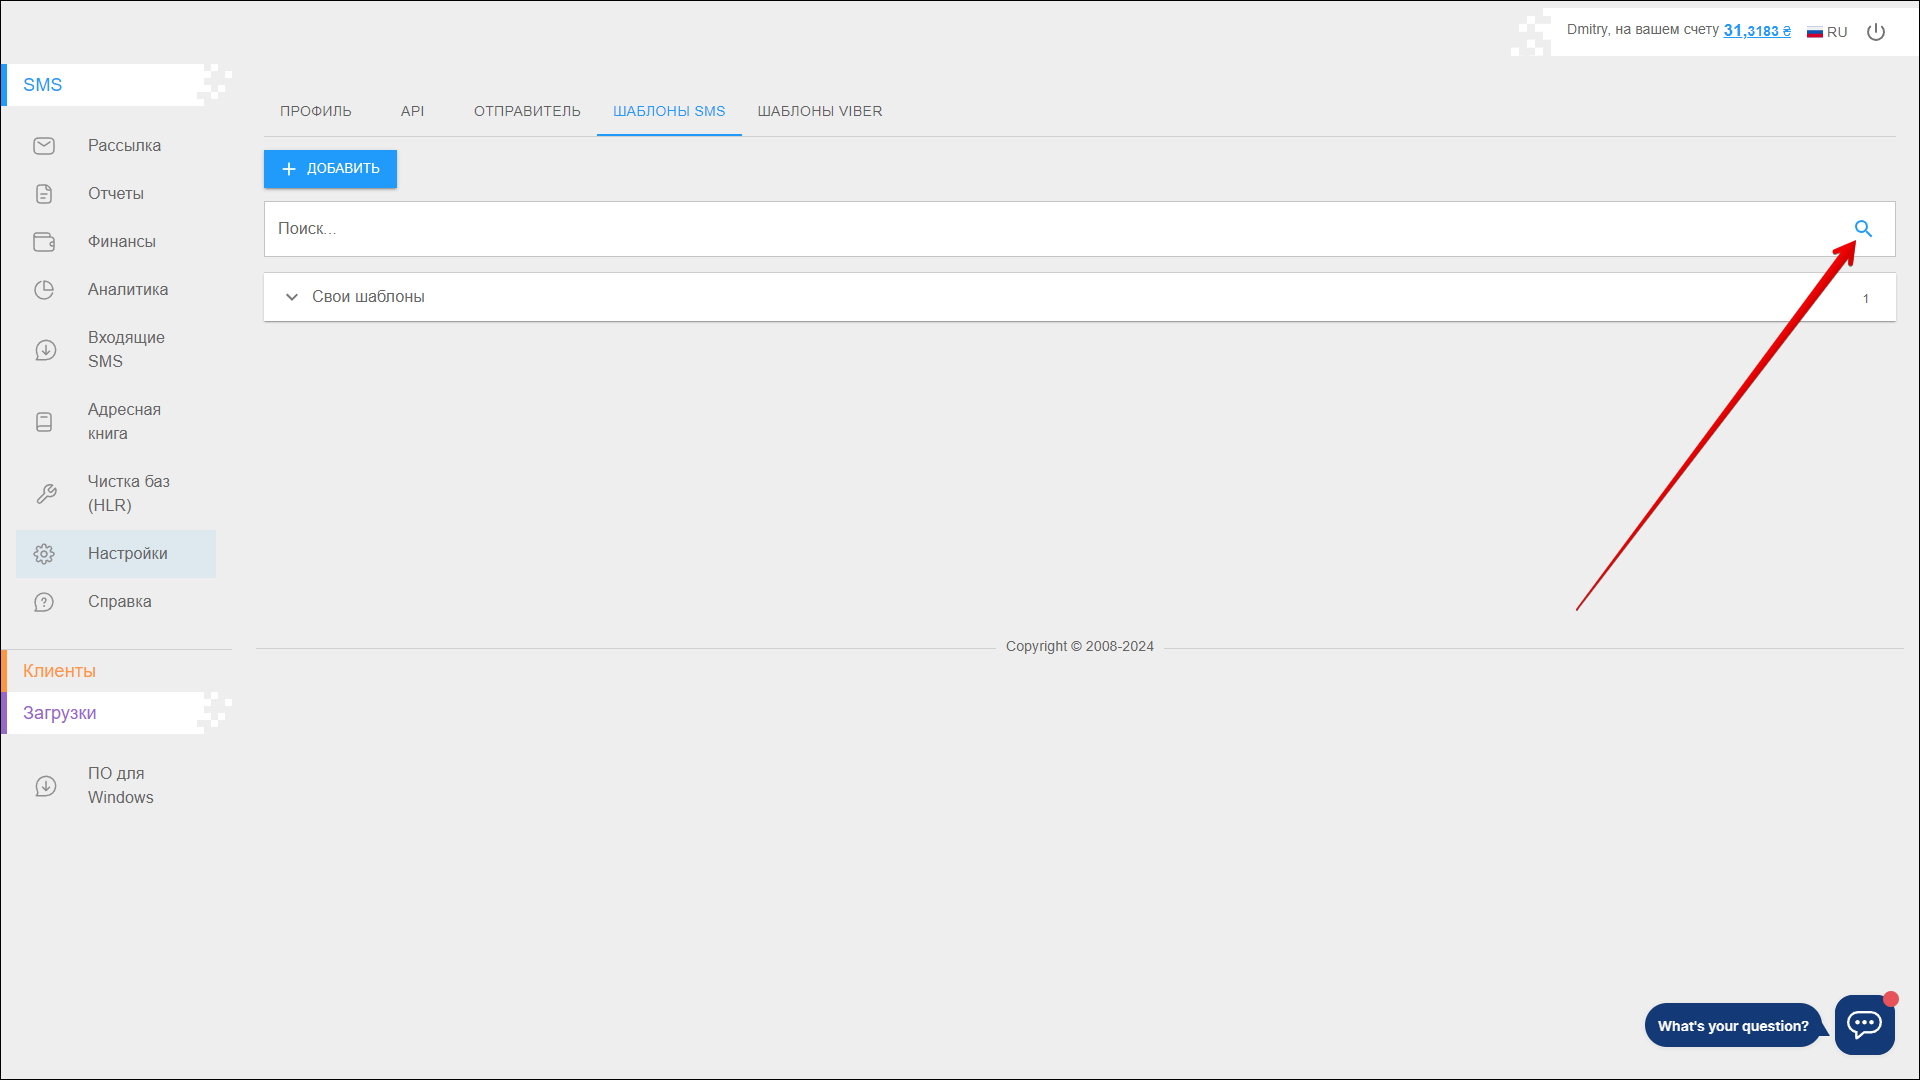 Dmitry, на вашем счету 31,3183 ₴ RU
SMS
Рассылка
Отчеты
Финансы
Аналитика
Входящие
SMS
Адресная
книга
Чистка баз
(HLR)
Настройки
Справка
Клиенты
Загрузки
ПО для
Windows
ПРОФИЛЬ API ОТПРАВИТЕЛЬ ШАБЛОНЫ SMS ШАБЛОНЫ VIBER
ДОБАВИТЬ
Поиск...
Свои шаблоны 1
Copyright © 2008-2024
What's your question?